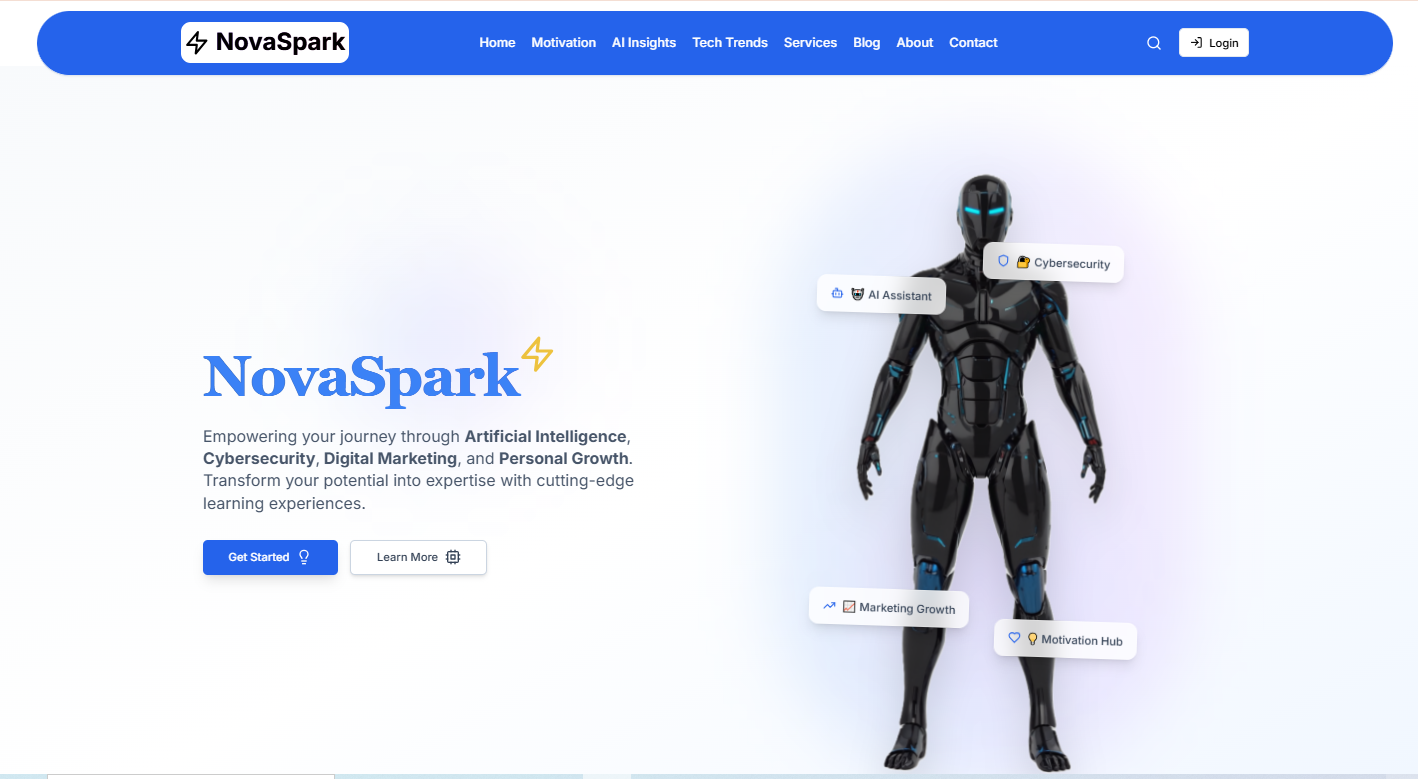 NovaSpark
Home Motivation AI Insights Tech Trends Services Blog About Contact
Login
Cybersecurity
AI Assistant
NovaSpark
Empowering your journey through Artificial Intelligence,
Cybersecurity, Digital Marketing, and Personal Growth.
Transform your potential into expertise with cutting-edge
learning experiences.
Get Started
Learn More
Marketing Growth
Motivation Hub